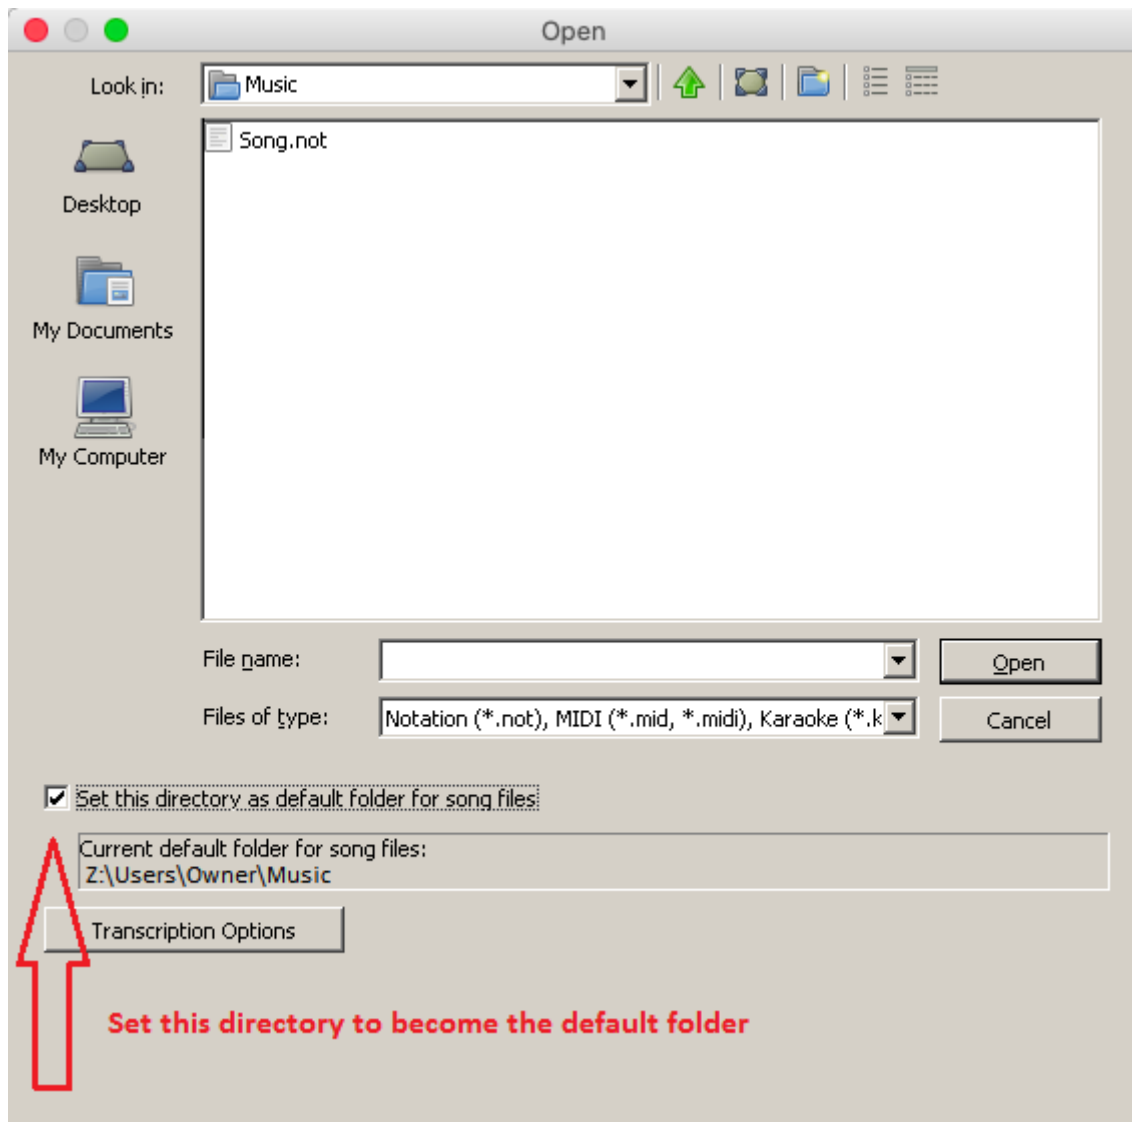 Open
Look in:
Music
Song.not
Desktop
My Documents
My Computer
File name:
Open
Files of type:
Notation (*.not), MIDI (*.mid, *.midi), Karaoke (*.k
Cancel
Set this directory as default folder for song files
Current default folder for song files:
Z:\Users\Owner\Music
Transcription Options
Set this directory to become the default folder